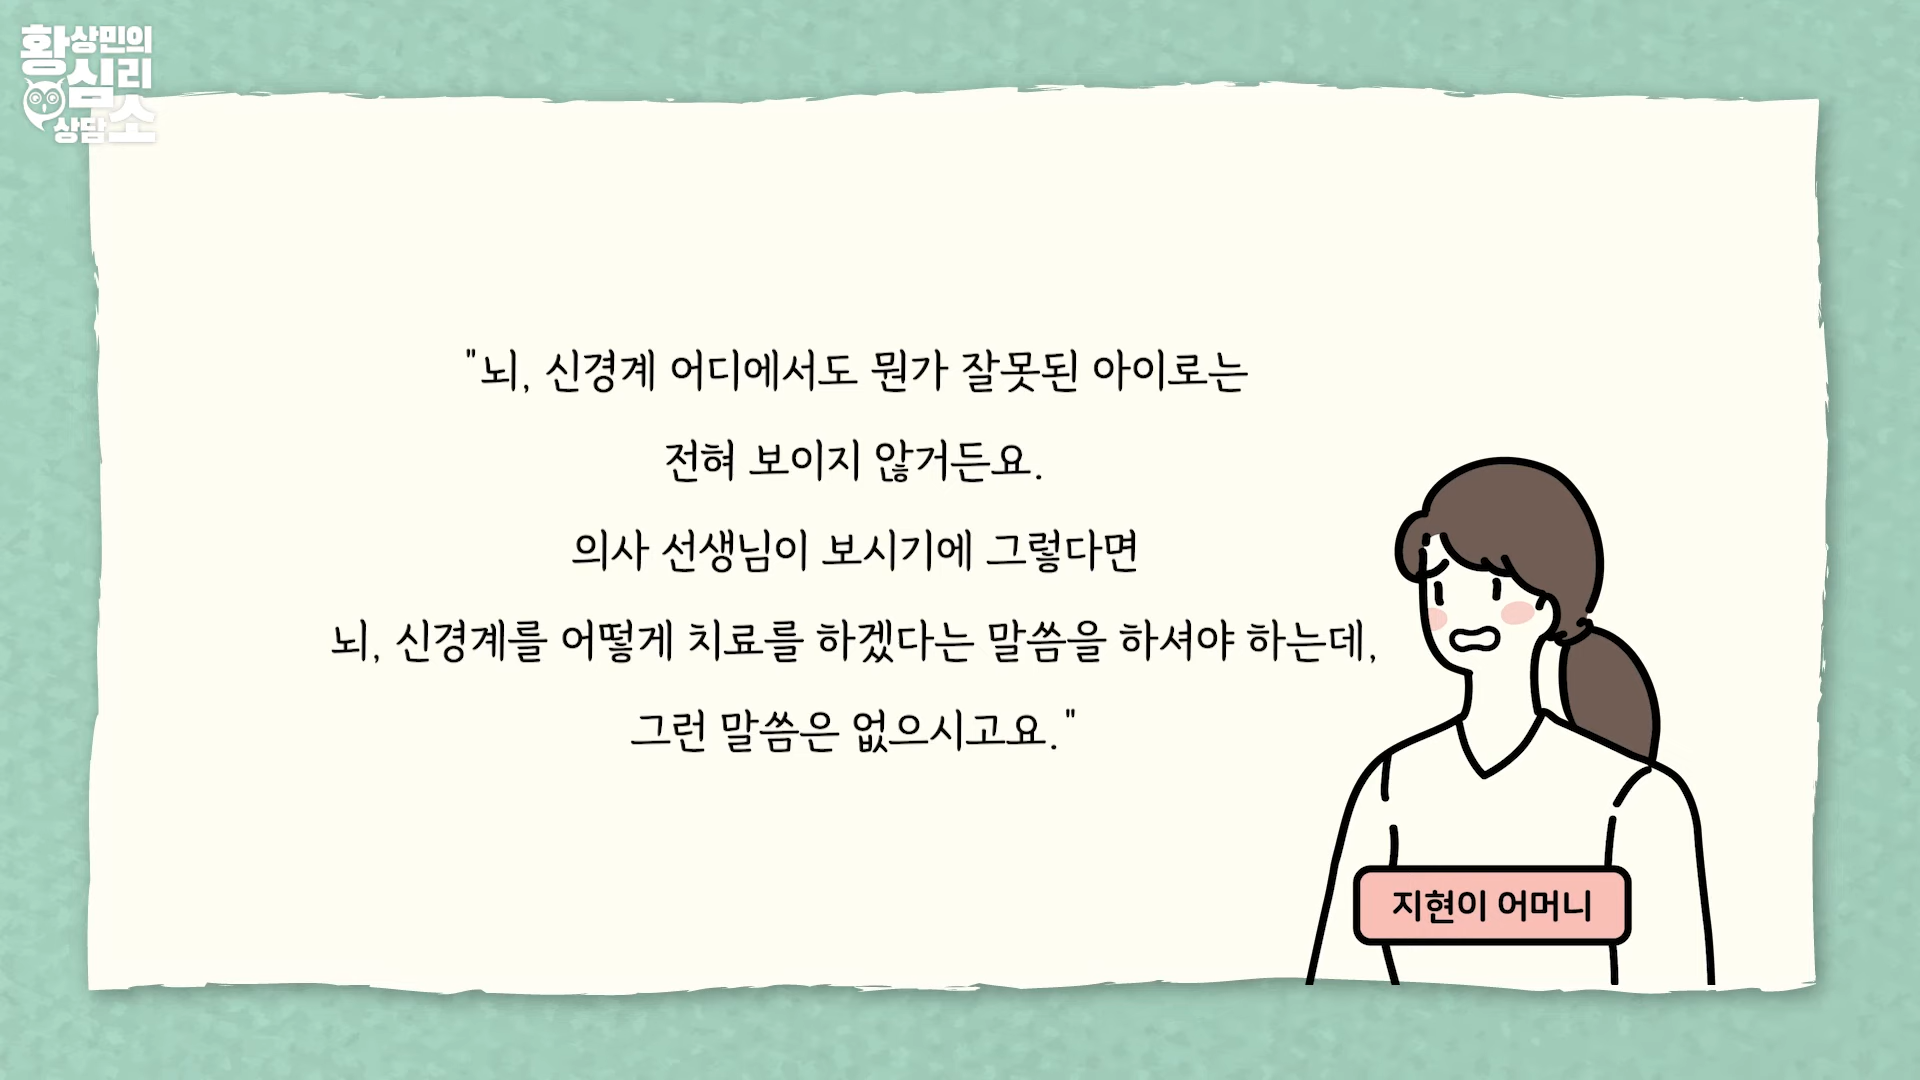 황상민의
심리
상담소
"뇌, 신경계 어디에서도 뭔가 잘못된 아이로는
전혀 보이지 않거든요.
의사 선생님이 보시기에 그렇다면
뇌, 신경계를 어떻게 치료를 하겠다는 말씀을 하셔야 하는데,
그런 말씀은 없으시고요."
지현이 어머니